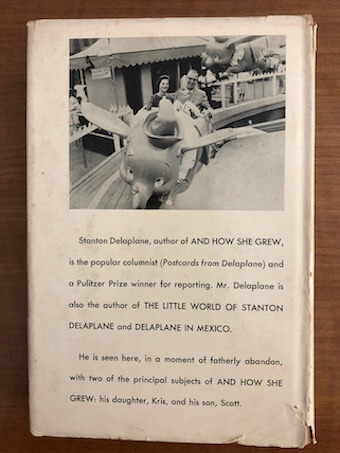 Stanton Delaplane, author of AND HOW SHE GREW,
is the popular columnist (Postcards from Delaplane) and
a Pulitzer Prize winner for reporting. Mr. Delaplane is
also the author of THE LITTLE WORLD OF STANTON
DELAPLANE and DELAPLANE IN MEXICO.
He is seen here, in a moment of fatherly abandon,
with two of the principal subjects of AND HOW SHE
GREW: his daughter, Kris, and his son, Scott.